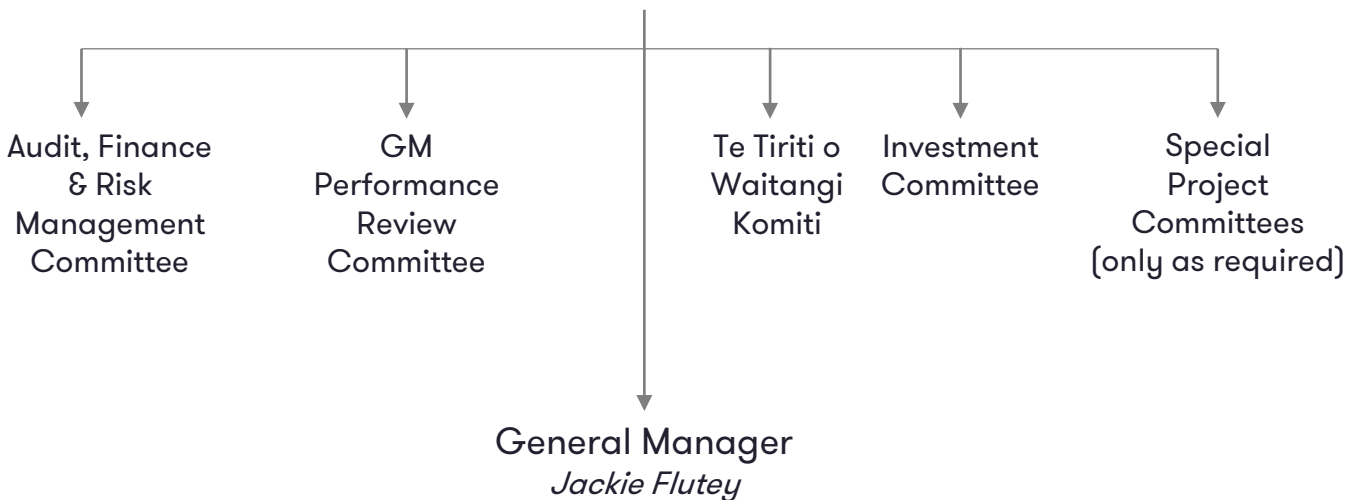 Audit, Finance
& Risk
Management
Committee
GM
Performance
Review
Committee
Te Tiriti o
Waitangi
Komiti
Investment
Committee
Special
Project
Committees
(only as required)
General Manager
Jackie Flutey